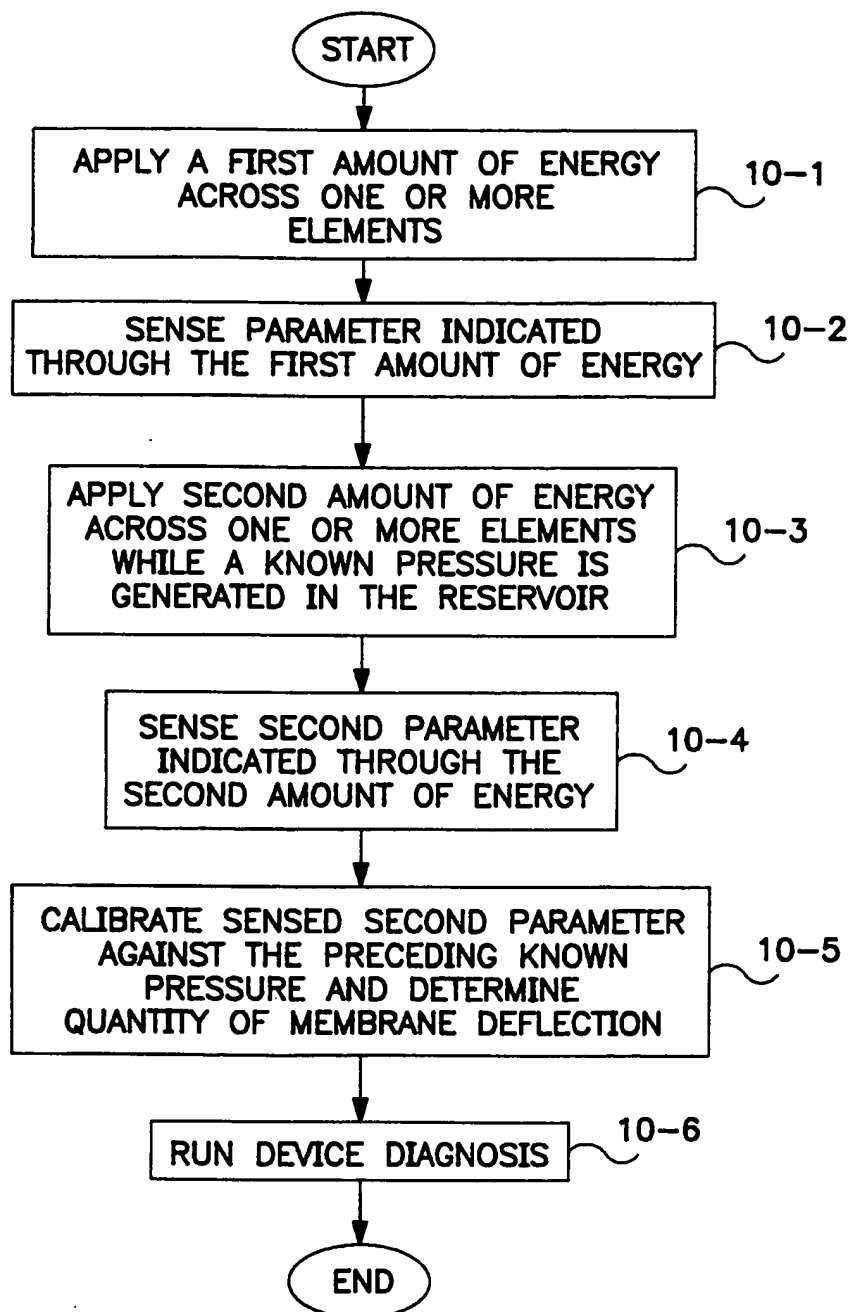 START
APPLY A FIRST AMOUNT OF ENERGY
ACROSS ONE OR MORE
ELEMENTS
10-1
SENSE PARAMETER INDICATED
THROUGH THE FIRST AMOUNT OF ENERGY
10-2
APPLY SECOND AMOUNT OF ENERGY
ACROSS ONE OR MORE ELEMENTS
WHILE A KNOWN PRESSURE IS
GENERATED IN THE RESERVOIR
10-3
SENSE SECOND PARAMETER
INDICATED THROUGH THE
SECOND AMOUNT OF ENERGY
10-4
CALIBRATE SENSED SECOND PARAMETER
AGAINST THE PRECEDING KNOWN
PRESSURE AND DETERMINE
QUANTITY OF MEMBRANE DEFLECTION
10-5
RUN DEVICE DIAGNOSIS
10-6
END